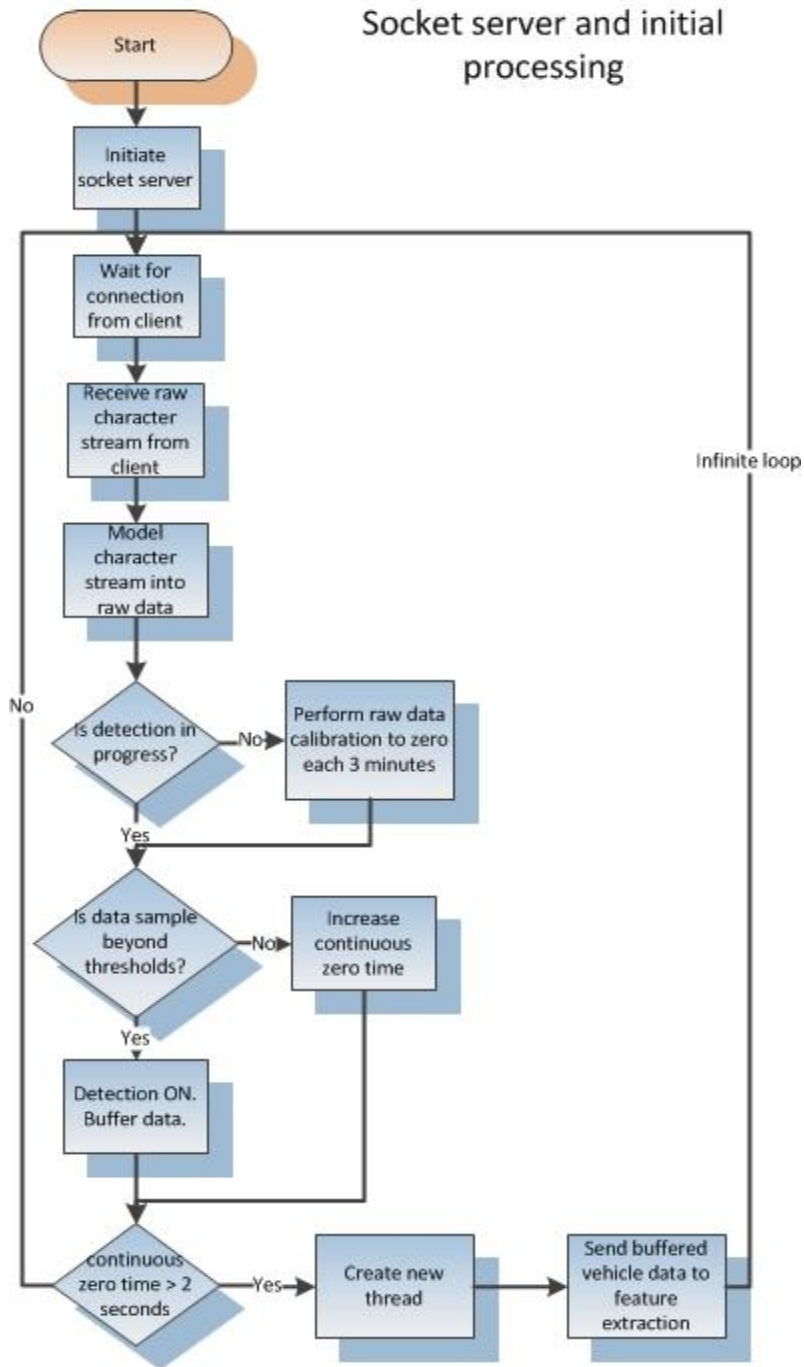 Socket server and initial
processing
Start
Initiate
socket server
Wait for
connection
from client
Receive raw
character
stream from
client
Infinite loop
Model
character
stream into
raw data
No
Is detection in
progress?
No
Perform raw data
calibration to zero
each 3 minutes
Yes
Is data sample
beyond
thresholds?
No
Increase
continuous
zero time
Yes
Detection ON.
Buffer data.
continuous
zero time > 2
seconds
Yes
Create new
thread
Send buffered
vehicle data to
feature
extraction